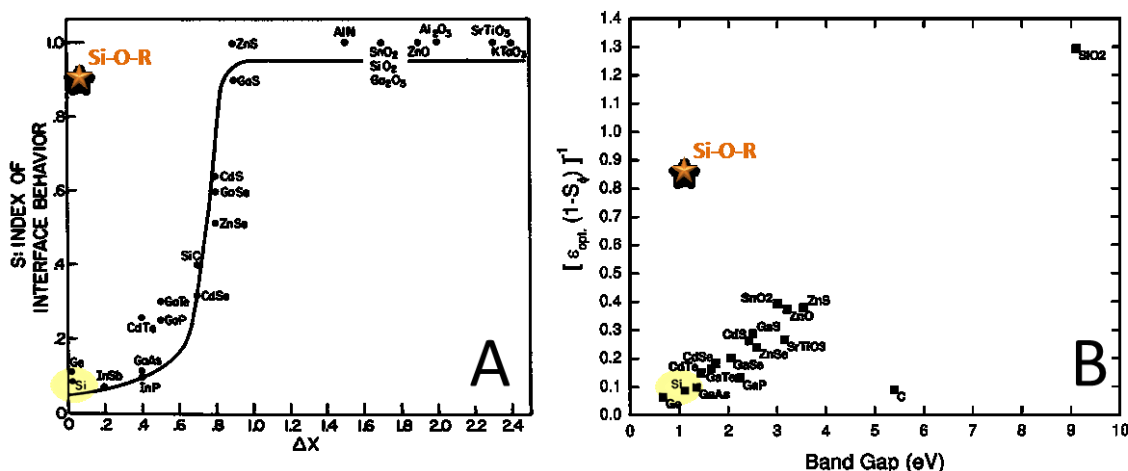 S: INDEX OF
INTERFACE BEHAVIOR
1.0
.8
.6
.4
.2
0
0 .2 .4 .6 .8 1.0 1.2 1.4 1.6 1.8 2.0 2.2 2.4
ΔX
Si-O-R
ZnS
GaS
AlN
SnO₂
SiO₂
Ga₂O₃
ZnO
Al₂O₃
SrTiO₃
KTaO₃
CdS
GaSe
ZnSe
SiC
CdSe
GaTe
CdTe
GaP
GaAs
InP
InSb
Ge
Si
A
[ ε opt. (1-S ϕ ) ]⁻¹
1.4
1.3
1.2
1.1
1.0
0.9
0.8
0.7
0.6
0.5
0.4
0.3
0.2
0.1
0.0
0 1 2 3 4 5 6 7 8 9 10
Band Gap (eV)
SiO2
Si-O-R
SnO2
ZnS
ZnO
GaS
CdS
SrTiO3
ZnSe
CdSe
GaSe
CdTe
GaTe
GaP
Si
GaAs
Ge
C
B